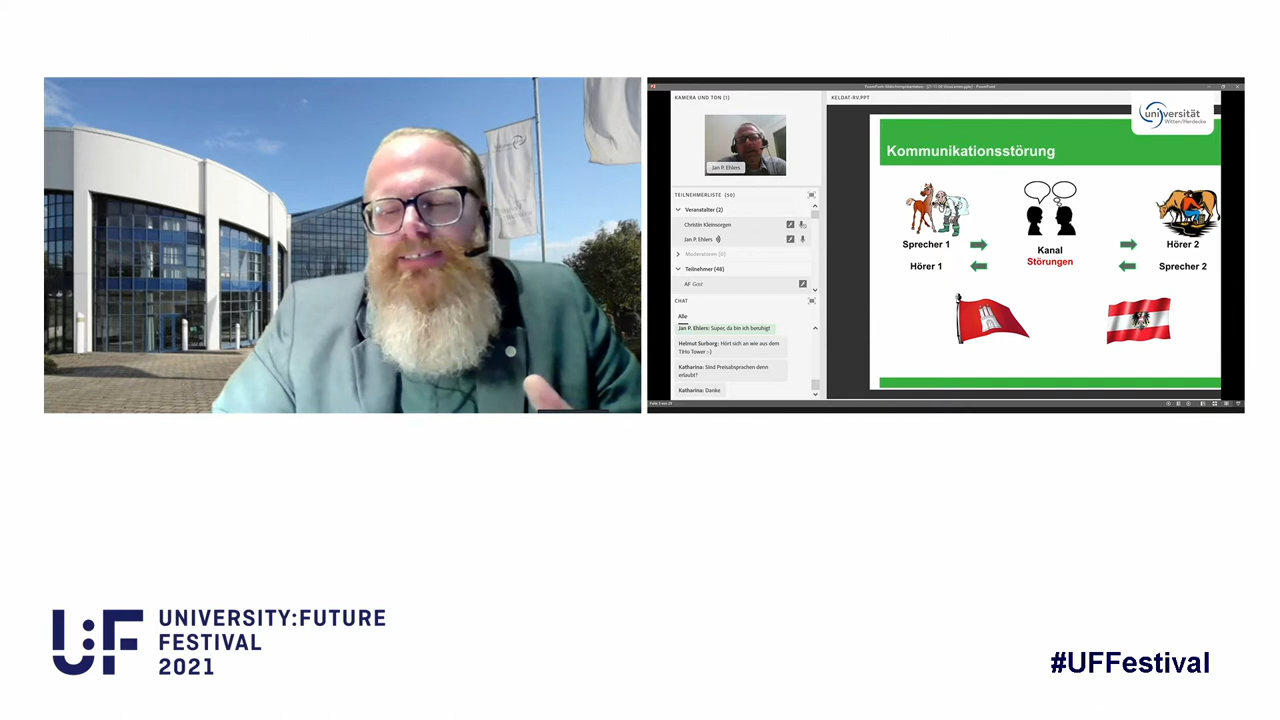 PowerPoint-Bildschirmpräsentation
KAMERA UND TON (1)
Jan P. Ehlers
TEILNEHMERLISTE (50)
Veranstalter (2)
Christin Kleinsorgen
Jan P. Ehlers
Moderatoren (0)
Teilnehmer (48)
AF Gast
CHAT
Alle
Jan P. Ehlers: Super, da bin ich beruhigt
Helmut Surborg: Hört sich an wie aus dem
TiHo Tower :-)
Katharina: Sind Preisabsprachen denn
erlaubt?
Katharina: Danke
KELDAT-RV.PPT
universität
Witten/Herdecke
Kommunikationsstörung
Sprecher 1
Kanal
Hörer 2
Hörer 1
Störungen
Sprecher 2
U:F
UNIVERSITY:FUTURE
FESTIVAL
2021
#UFFestival